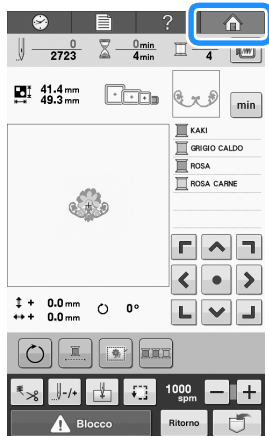 ?
0
2723
0min
4min
4
41.4 mm
49.3 mm
min
KAKI
GRIGIO CALDO
ROSA
ROSA CARNE
+ 0.0 mm
+ 0.0 mm
0°
-/+
1000
spm
- +
Blocco
Ritorno